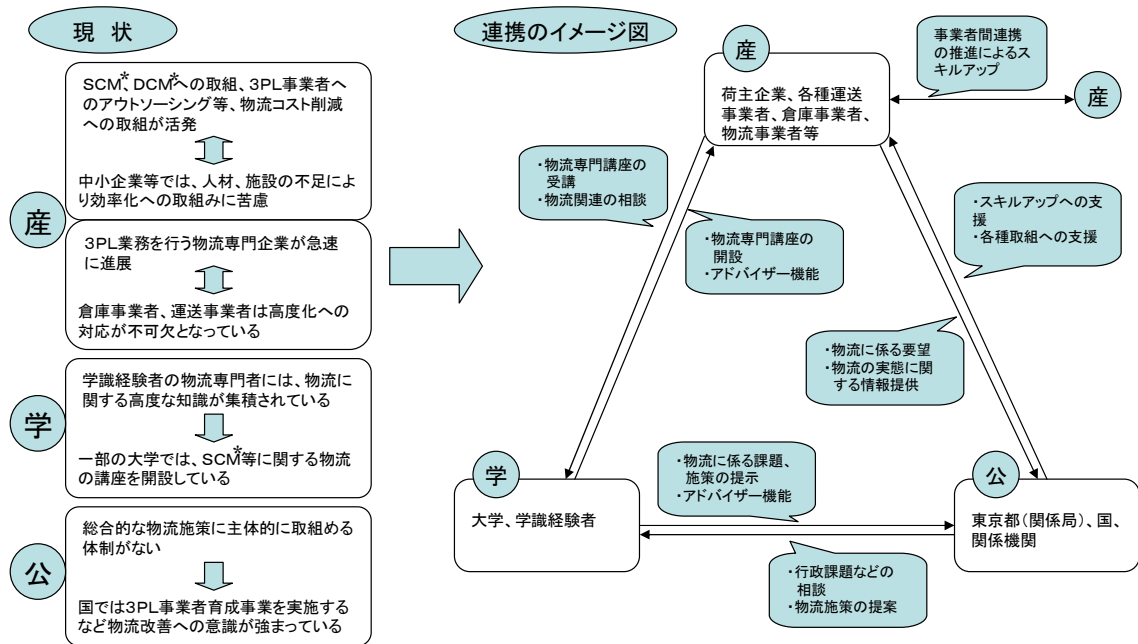 現 状
産
SCM*、DCM*への取組、3PL事業者へ
のアウトソーシング等、物流コスト削減
への取組が活発
中小企業等では、人材、施設の不足によ
り効率化への取組みに苦慮
3PL業務を行う物流専門企業が急速
に進展
倉庫事業者、運送事業者は高度化への
対応が不可欠となっている
学
学識経験者の物流専門者には、物流に
関する高度な知識が集積されている
一部の大学では、SCM*等に関する物流
の講座を開設している
公
総合的な物流施策に主体的に取組める
体制がない
国では3PL事業者育成事業を実施する
など物流改善への意識が強まっている
連携のイメージ図
産
荷主企業、各種運送
事業者、倉庫事業者、
物流事業者等
事業者間連携
の推進によるス
キルアップ
産
・物流専門講座の
受講
・物流関連の相談
・物流専門講座の
開設
・アドバイザー機能
・スキルアップへの支
援
・各種取組への支援
・物流に係る要望
・物流の実態に関
する情報提供
学
大学、学識経験者
・物流に係る課題、
施策の提示
・アドバイザー機能
公
東京都(関係局)、国、
関係機関
・行政課題などの
相談
・物流施策の提案